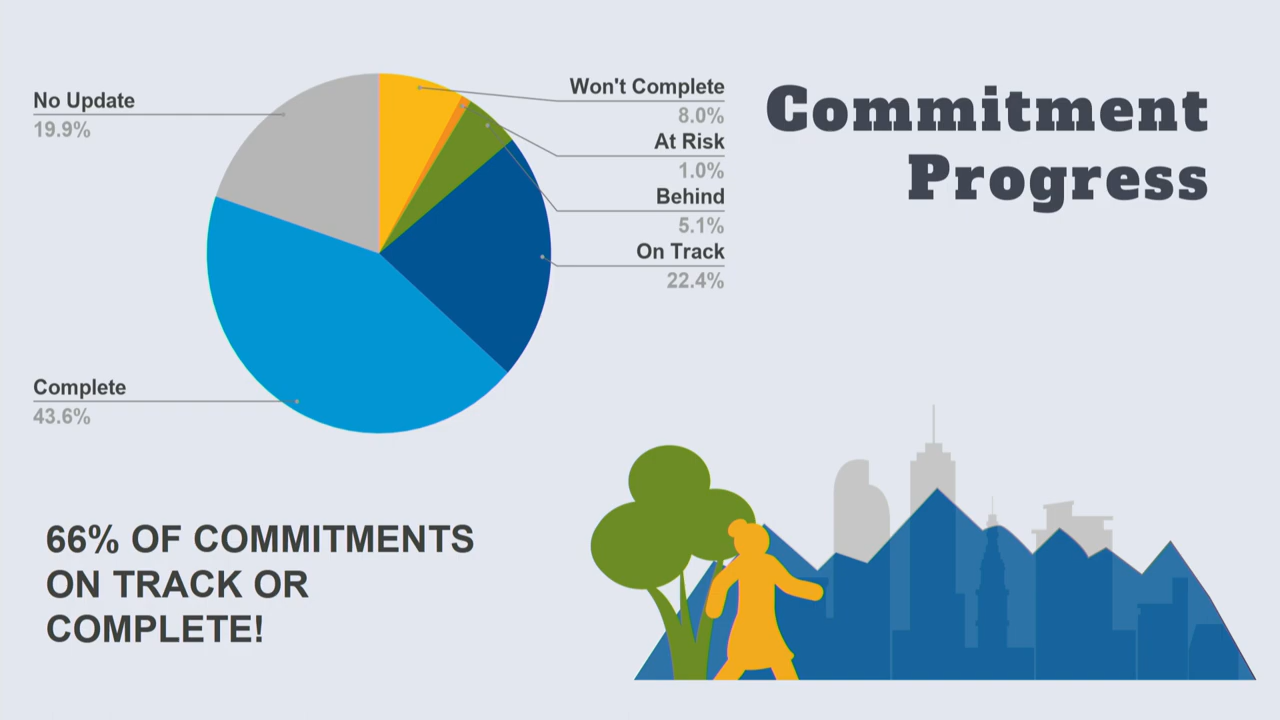 Commitment
Progress
No Update
19.9%
Won't Complete
8.0%
At Risk
1.0%
Behind
5.1%
On Track
22.4%
Complete
43.6%
66% OF COMMITMENTS
ON TRACK OR
COMPLETE!